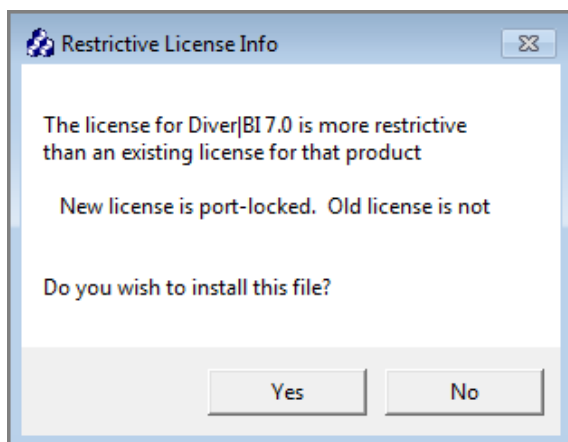 Restrictive License Info
The license for Diver|BI 7.0 is more restrictive
than an existing license for that product
New license is port-locked.  Old license is not
Do you wish to install this file?
Yes
No